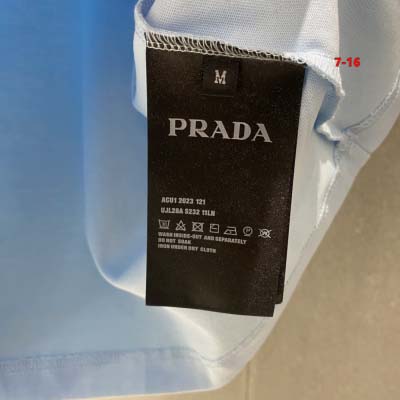 7-16
M
PRADA
ACU1 2023 121
UJL28A S232 11LN
WASH INSIDE-OUT AND SEPARATELY
DO NOT SOAK
IRON UNDER DRY CLOTH